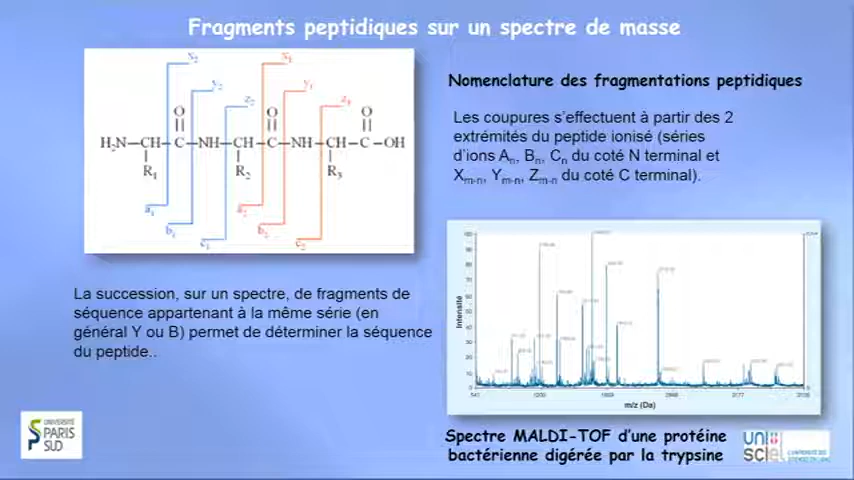 Fragments peptidiques sur un spectre de masse
x₂
x₁
y₂
y₁
z₂
z₁
O
O
O
H₂N–CH–C–NH–CH–C–NH–CH–C–OH
R₁
R₂
R₃
a₁
a₂
b₁
b₂
c₁
c₂
Nomenclature des fragmentations peptidiques
Les coupures s'effectuent à partir des 2
extrémités du peptide ionisé (séries
d'ions Aₙ, Bₙ, Cₙ du coté N terminal et
Xₘ₋ₙ, Yₘ₋ₙ, Zₘ₋ₙ du coté C terminal).
La succession, sur un spectre, de fragments de
séquence appartenant à la même série (en
général Y ou B) permet de déterminer la séquence
du peptide..
Intensité
m/z (Da)
Spectre MALDI-TOF d'une protéine
bactérienne digérée par la trypsine
UNIVERSITÉ
PARIS
SUD
unisciel